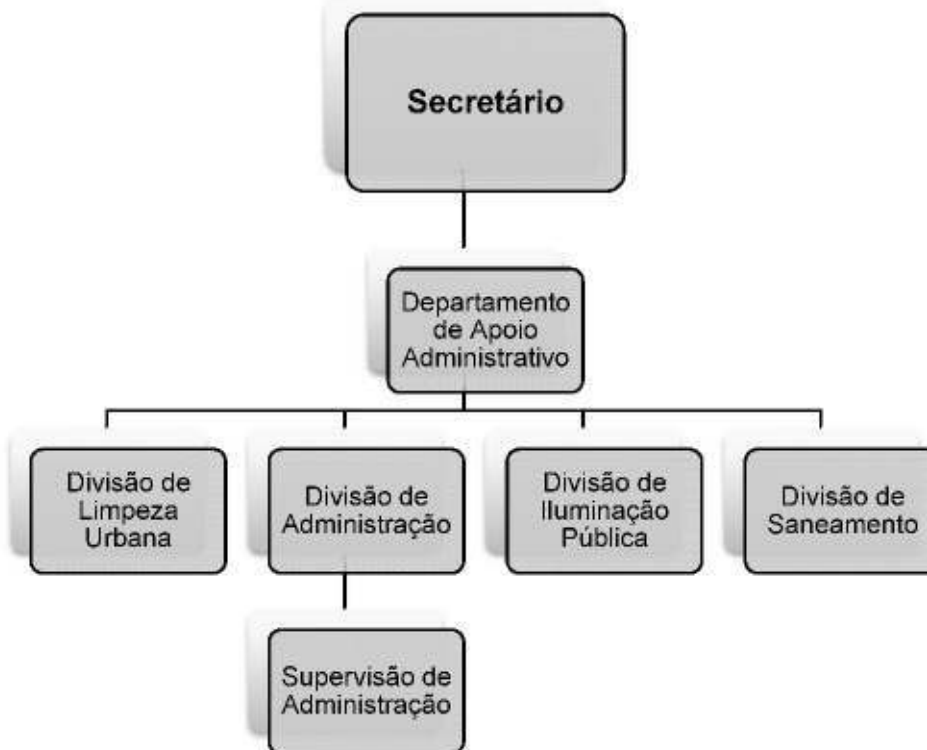 Secretário
Departamento
de Apoio
Administrativo
Divisão de
Limpeza
Urbana
Divisão de
Administração
Divisão de
Iluminação
Pública
Divisão de
Saneamento
Supervisão de
Administração